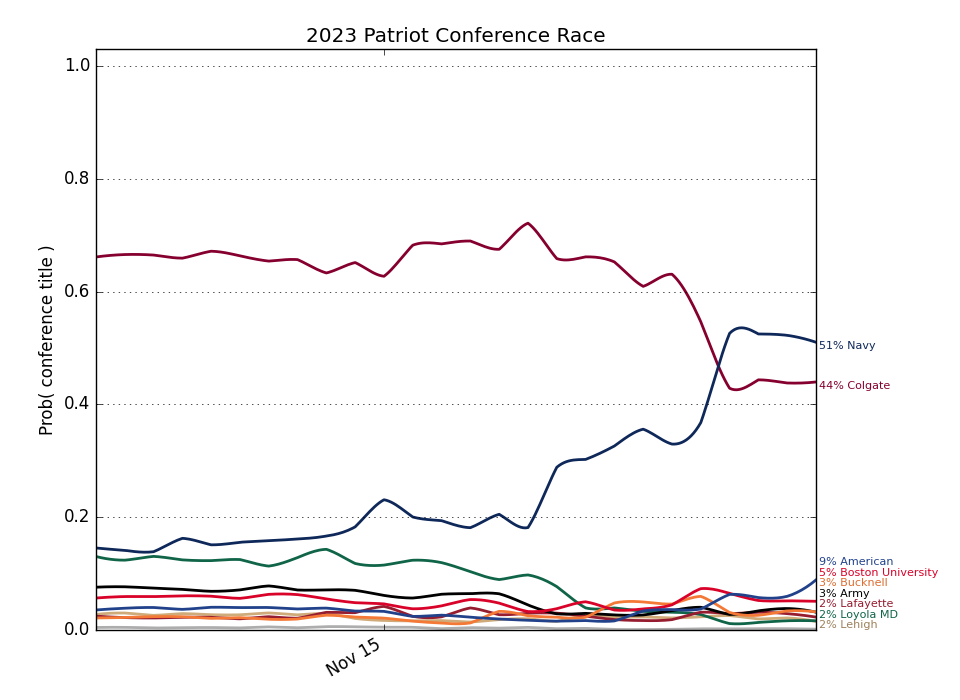 2023 Patriot Conference Race
1.0
0.8
0.6
0.4
0.2
0.0
Prob( conference title )
Nov 15
51% Navy
44% Colgate
9% American
5% Boston University
3% Bucknell
3% Army
2% Lafayette
2% Loyola MD
2% Lehigh